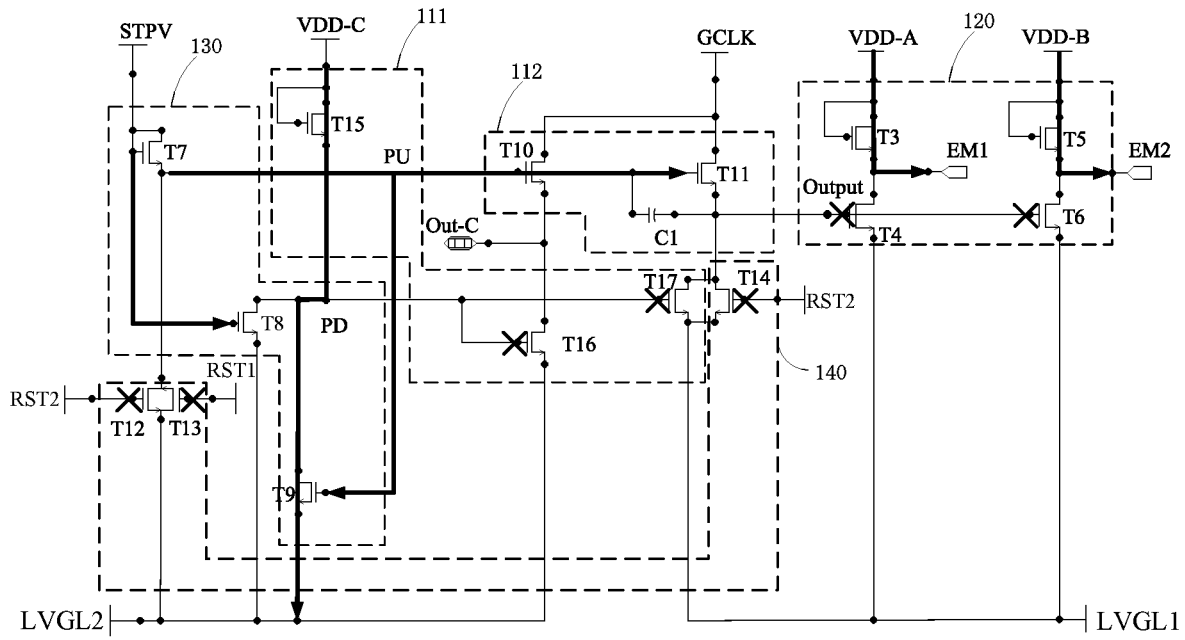 STPV
VDD-C
111
GCLK
VDD-A
120
VDD-B
130
112
T15
T7
PU
T10
T11
T3
EM1
T5
EM2
Output
Out-C
C1
T4
T6
T17
T14
RST2
T8
PD
T16
140
RST2
RST1
T12
T13
T9
LVGL2
LVGL1